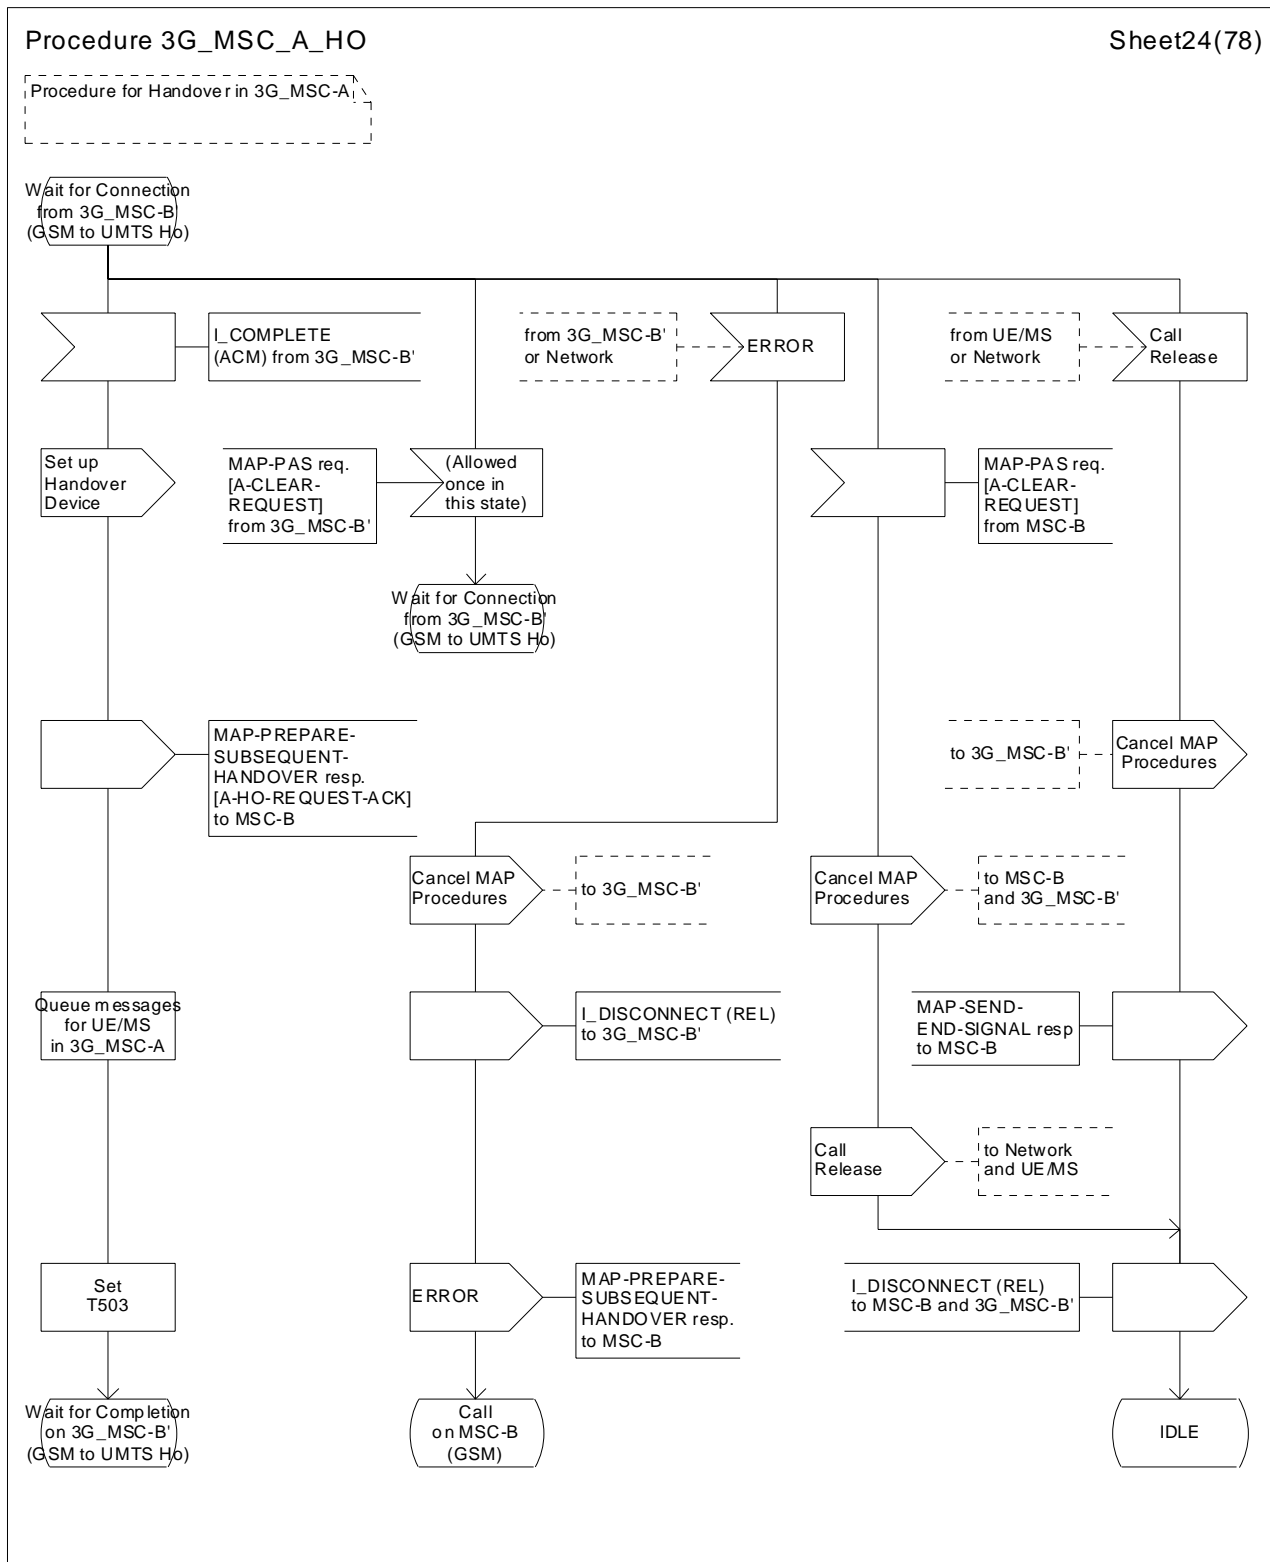 Procedure 3G_MSC_A_HO
Sheet24(78)
Procedure for Handover in 3G_MSC-A
Wait for Connection
from 3G_MSC-B'
(GSM to UMTS Ho)
I_COMPLETE
(ACM) from 3G_MSC-B'
from 3G_MSC-B'
or Network
ERROR
from UE/MS
or Network
Call
Release
Set up
Handover
Device
MAP-PAS req.
[A-CLEAR-
REQUEST]
from 3G_MSC-B'
(Allowed
once in
this state)
MAP-PAS req.
[A-CLEAR-
REQUEST]
from MSC-B
Wait for Connection
from 3G_MSC-B'
(GSM to UMTS Ho)
MAP-PREPARE-
SUBSEQUENT-
HANDOVER resp.
[A-HO-REQUEST-ACK]
to MSC-B
to 3G_MSC-B'
Cancel MAP
Procedures
Cancel MAP
Procedures
to 3G_MSC-B'
Cancel MAP
Procedures
to MSC-B
and 3G_MSC-B'
Queue messages
for UE/MS
in 3G_MSC-A
I_DISCONNECT (REL)
to 3G_MSC-B'
MAP-SEND-
END-SIGNAL resp
to MSC-B
Call
Release
to Network
and UE/MS
Set
T503
ERROR
MAP-PREPARE-
SUBSEQUENT-
HANDOVER resp.
to MSC-B
I_DISCONNECT (REL)
to MSC-B and 3G_MSC-B'
Wait for Completion
on 3G_MSC-B'
(GSM to UMTS Ho)
Call
on MSC-B
(GSM)
IDLE